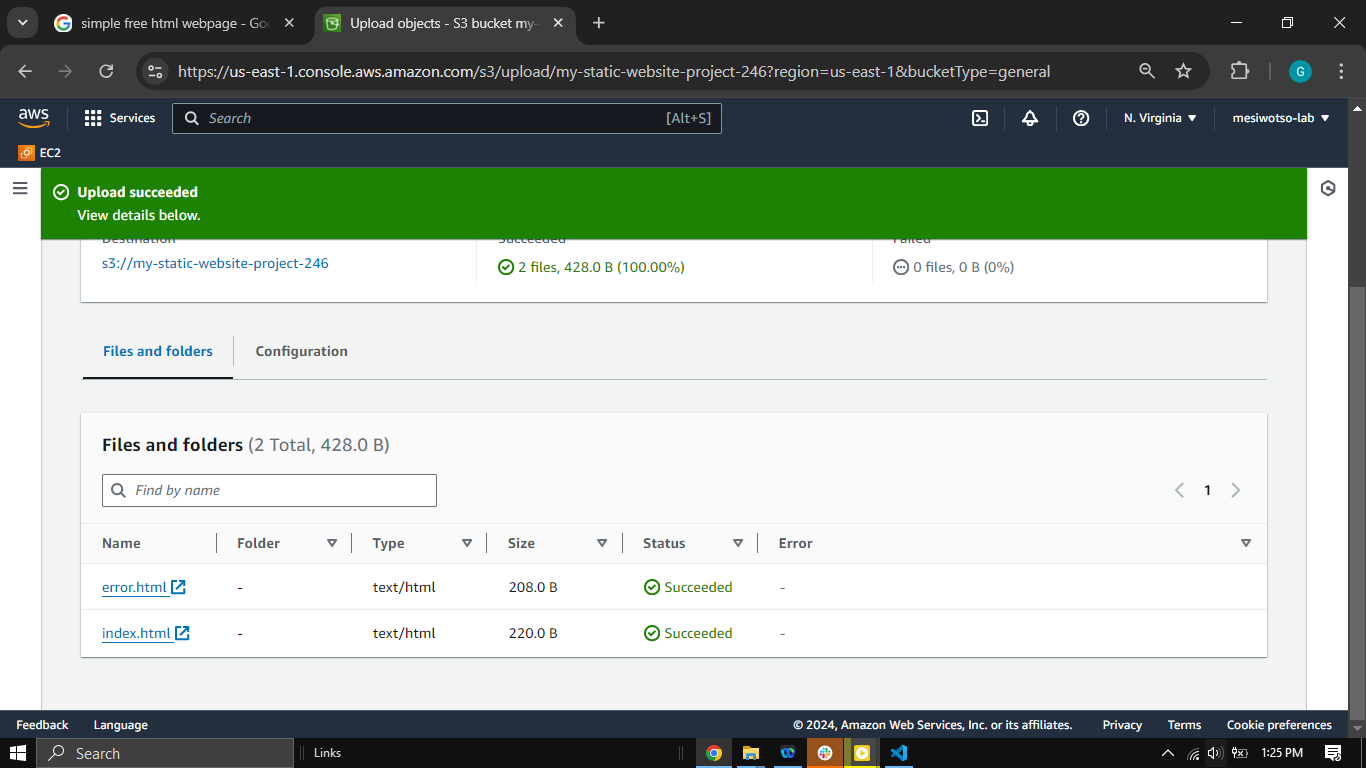 simple free html webpage - Goo
Upload objects - S3 bucket my-
https://us-east-1.console.aws.amazon.com/s3/upload/my-static-website-project-246?region=us-east-1&bucketType=general
G
aws
Services
Search
[Alt+S]
N. Virginia
mesiwotso-lab
EC2
Upload succeeded
View details below.
Destination
Succeeded
Failed
s3://my-static-website-project-246
2 files, 428.0 B (100.00%)
0 files, 0 B (0%)
Files and folders
Configuration
Files and folders (2 Total, 428.0 B)
Find by name
1
Name
Folder
Type
Size
Status
Error
error.html
-
text/html
208.0 B
Succeeded
-
index.html
-
text/html
220.0 B
Succeeded
-
Feedback
Language
© 2024, Amazon Web Services, Inc. or its affiliates.
Privacy
Terms
Cookie preferences
Search
Links
1:25 PM